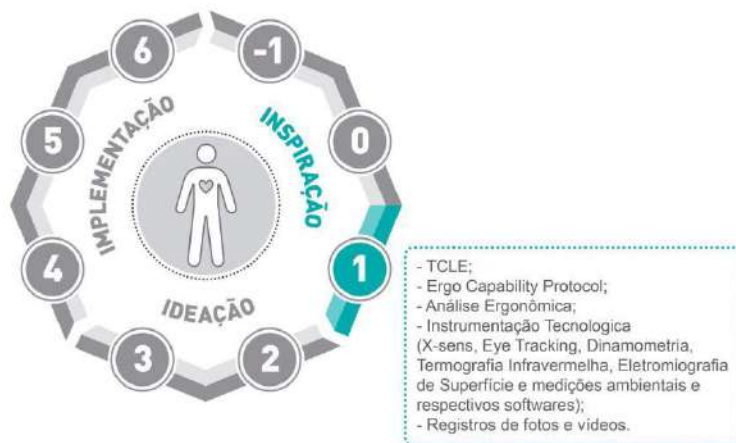 -1
0
1
2
3
4
5
6
INSPIRAÇÃO
IDEAÇÃO
IMPLEMENTAÇÃO
- TCLE;
- Ergo Capability Protocol;
- Análise Ergonômica;
- Instrumentação Tecnologica
(X-sens, Eye Tracking, Dinamometria,
Termografia Infravermelha, Eletromiografia
de Superfície e medições ambientais e
respectivos softwares);
- Registros de fotos e vídeos.